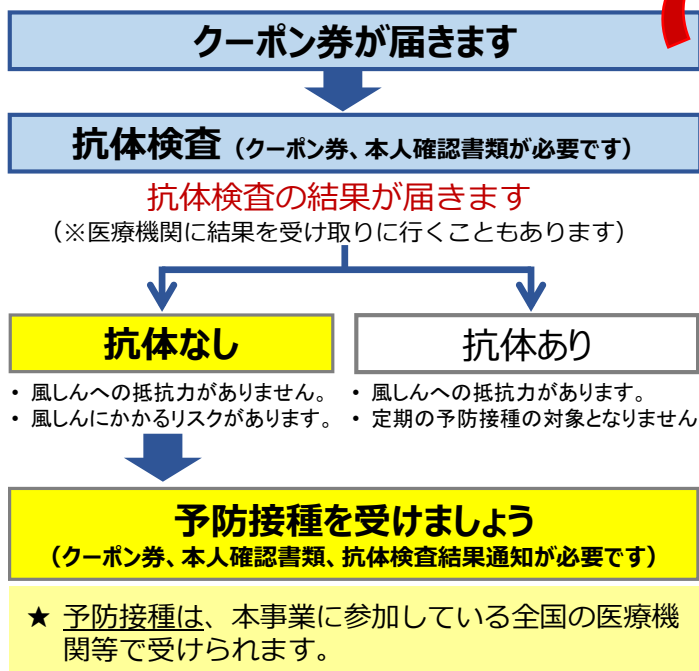 クーポン券が届きます
抗体検査（クーポン券、本人確認書類が必要です）
抗体検査の結果が届きます
（※医療機関に結果を受け取りに行くこともあります）
抗体なし
・ 風しんへの抵抗力がありません。
・ 風しんにかかるリスクがあります。
抗体あり
・ 風しんへの抵抗力があります。
・ 定期の予防接種の対象となりません
予防接種を受けましょう
（クーポン券、本人確認書類、抗体検査結果通知が必要です）
★ 予防接種は、本事業に参加している全国の医療機
関等で受けられます。